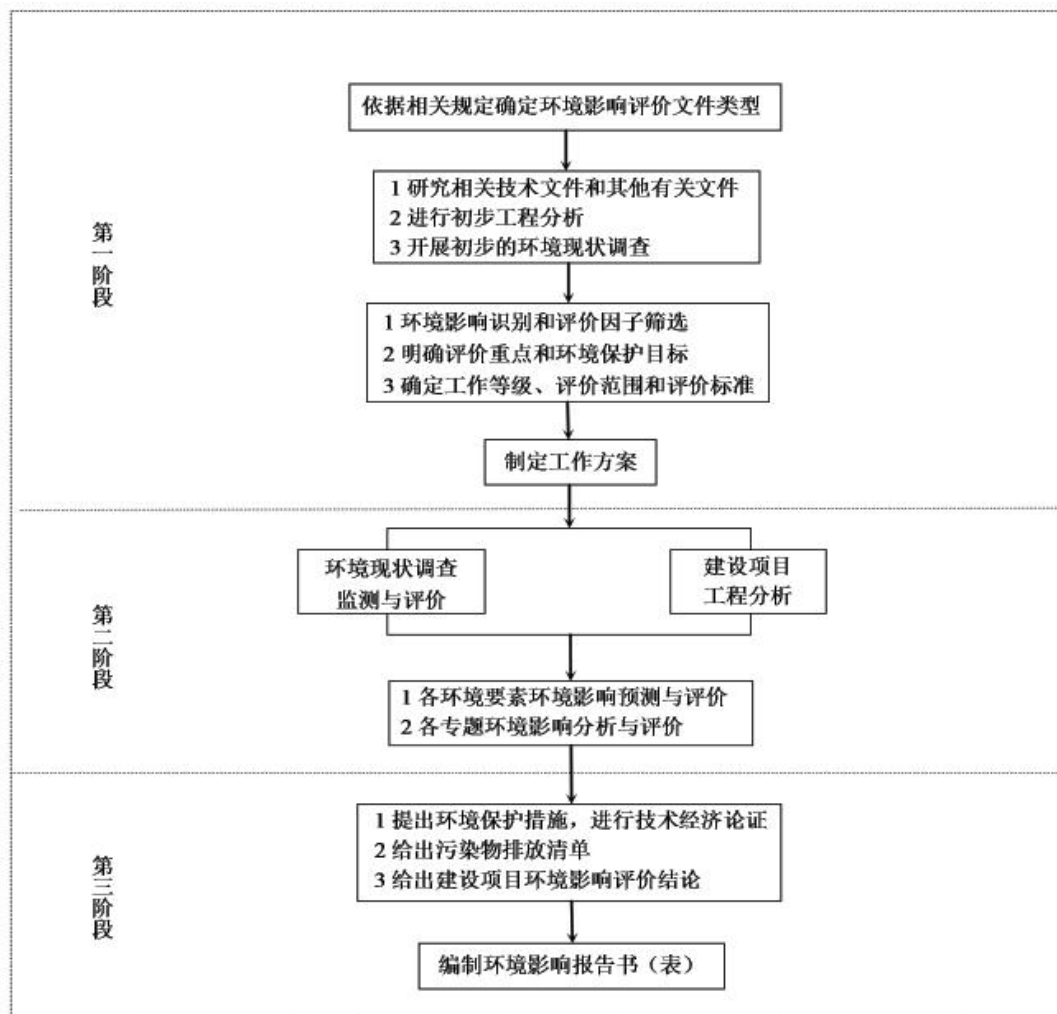 依据相关规定确定环境影响评价文件类型
1 研究相关技术文件和其他有关文件
2 进行初步工程分析
3 开展初步的环境现状调查
第一阶段
1 环境影响识别和评价因子筛选
2 明确评价重点和环境保护目标
3 确定工作等级、评价范围和评价标准
制定工作方案
第二阶段
环境现状调查
监测与评价
建设项目
工程分析
1 各环境要素环境影响预测与评价
2 各专题环境影响分析与评价
第三阶段
1 提出环境保护措施，进行技术经济论证
2 给出污染物排放清单
3 给出建设项目环境影响评价结论
编制环境影响报告书（表）